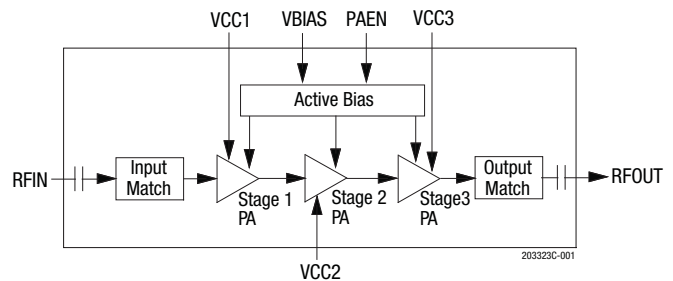 VCC1 VBIAS PAEN VCC3
Active Bias
RFIN
Input
Match
Stage 1
PA
Stage 2
PA
Stage3
PA
Output
Match
RFOUT
203323C-001
VCC2